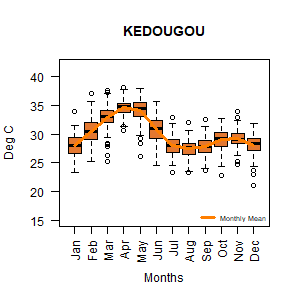 KEDOUGOU
Deg C
40
35
30
25
20
15
Monthly Mean
Jan
Feb
Mar
Apr
May
Jun
Jul
Aug
Sep
Oct
Nov
Dec
Months